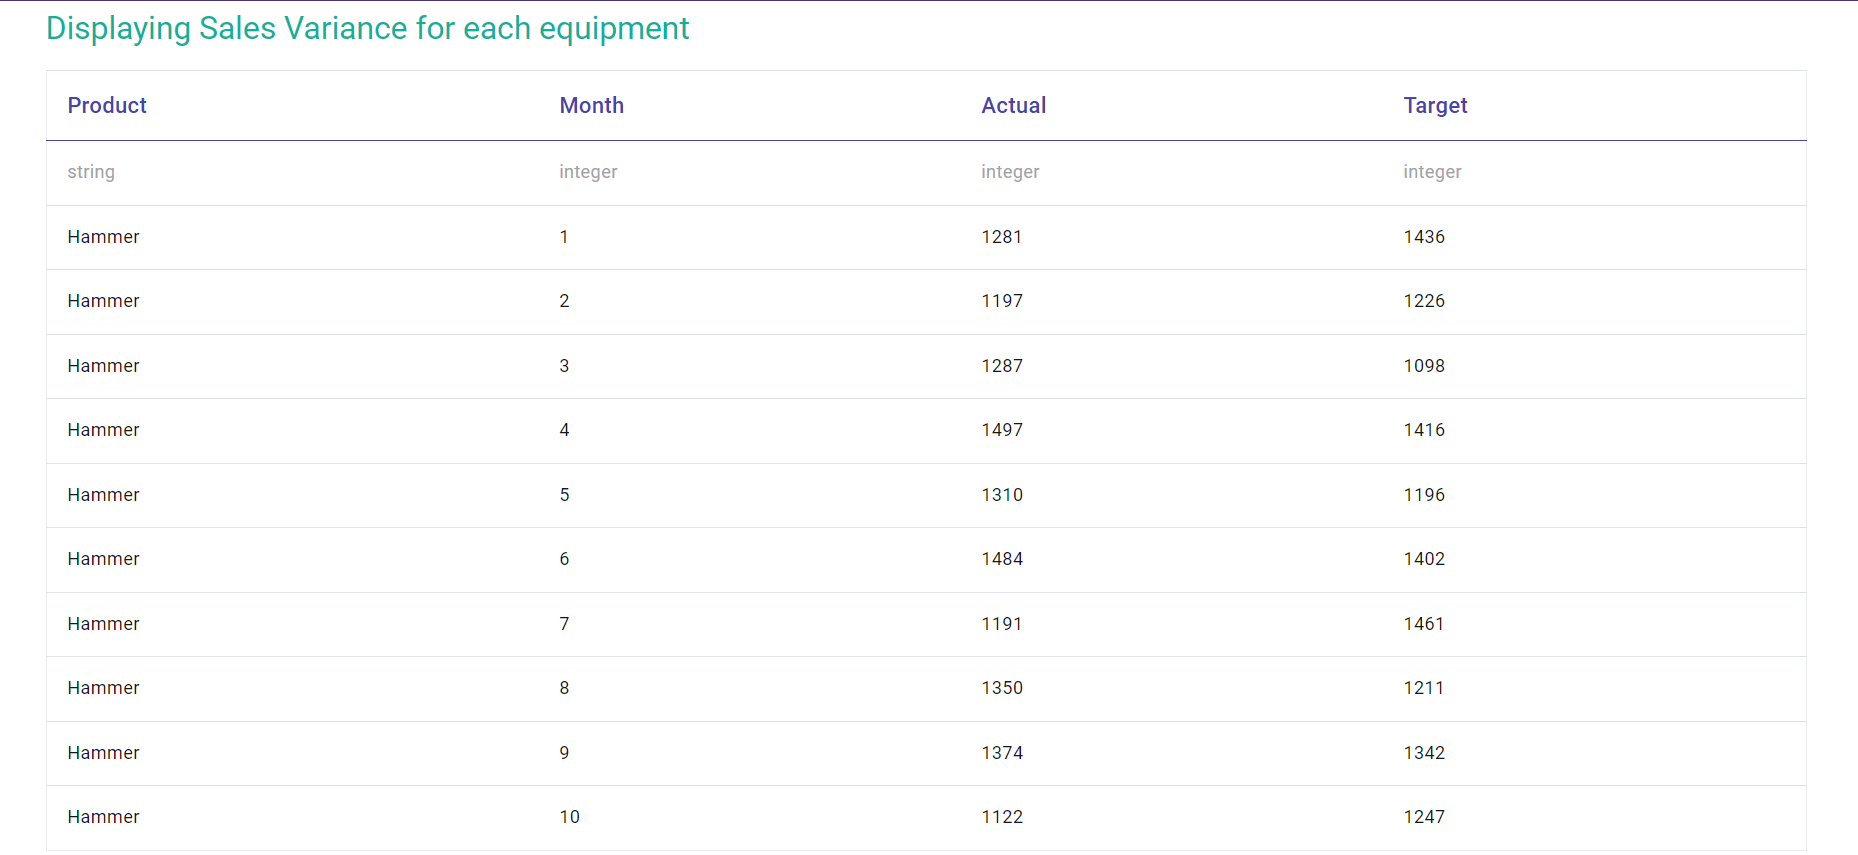 Displaying Sales Variance for each equipment
Product Month Actual Target
string integer integer integer
Hammer 1 1281 1436
Hammer 2 1197 1226
Hammer 3 1287 1098
Hammer 4 1497 1416
Hammer 5 1310 1196
Hammer 6 1484 1402
Hammer 7 1191 1461
Hammer 8 1350 1211
Hammer 9 1374 1342
Hammer 10 1122 1247